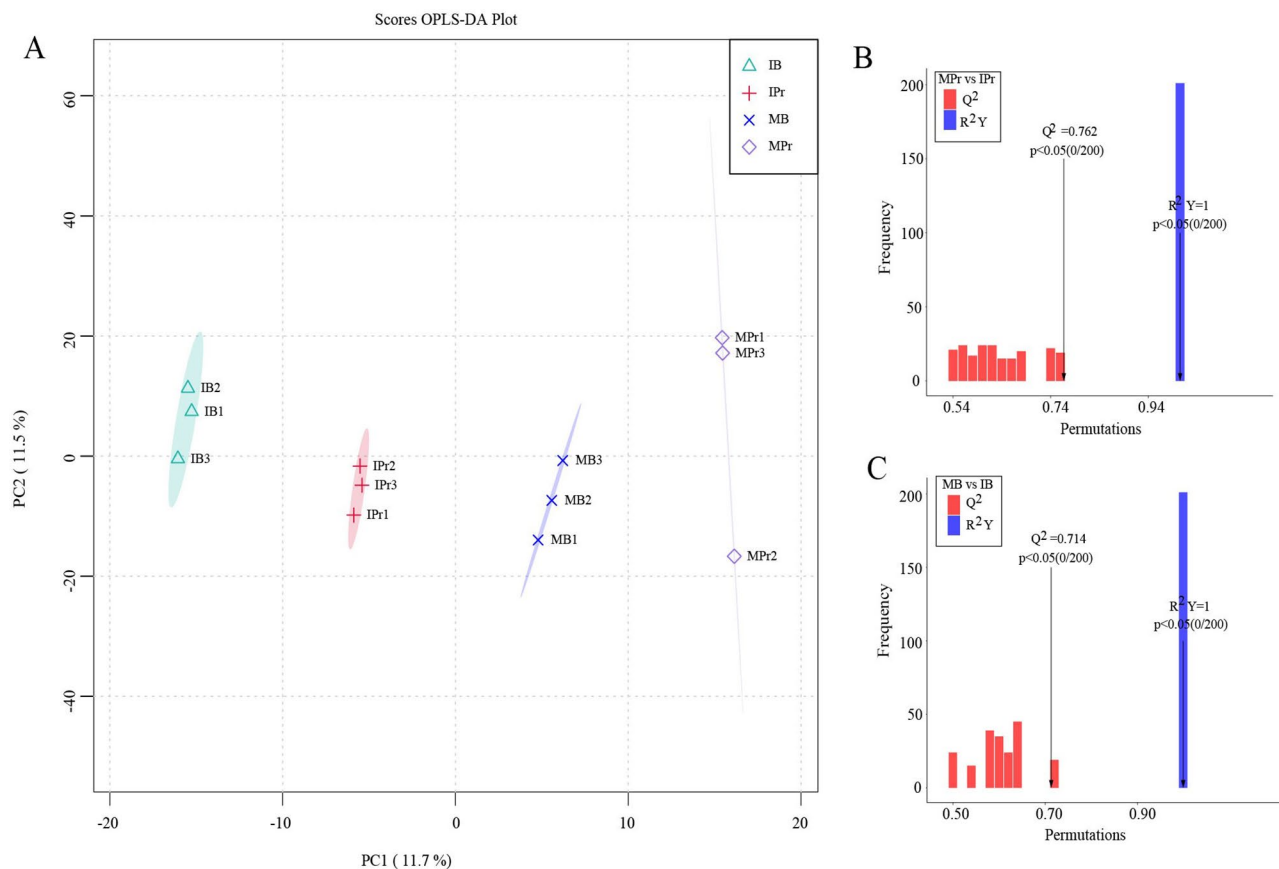 Scores OPLS-DA Plot
A
IB
IPr
MB
MPr
60
40
20
0
-20
-40
PC2 ( 11.5 %)
IB2
IB1
IB3
IPr2
IPr3
IPr1
MB3
MB2
MB1
MPr1
MPr3
MPr2
-20
-10
0
10
20
PC1 ( 11.7 %)
B
MPr vs IPr
Q²
R²Y
Q² =0.762
p<0.05(0/200)
R² Y=1
p<0.05(0/200)
200
150
100
50
0
Frequency
0.54
0.74
0.94
Permutations
C
MB vs IB
Q²
R²Y
Q² =0.714
p<0.05(0/200)
R² Y=1
p<0.05(0/200)
200
150
100
50
0
Frequency
0.50
0.70
0.90
Permutations